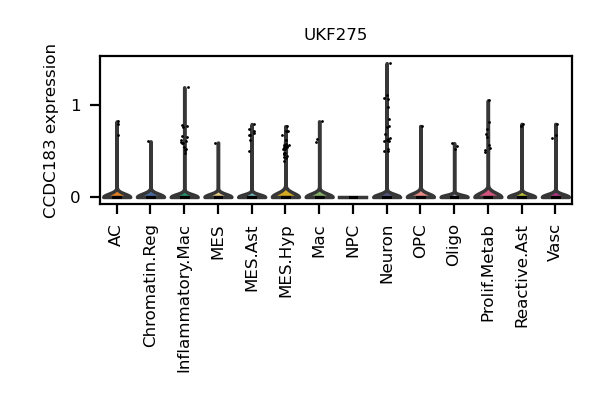 UKF275
CCDC183 expression
1
0
AC
Chromatin.Reg
Inflammatory.Mac
MES
MES.Ast
MES.Hyp
Mac
NPC
Neuron
OPC
Oligo
Prolif.Metab
Reactive.Ast
Vasc